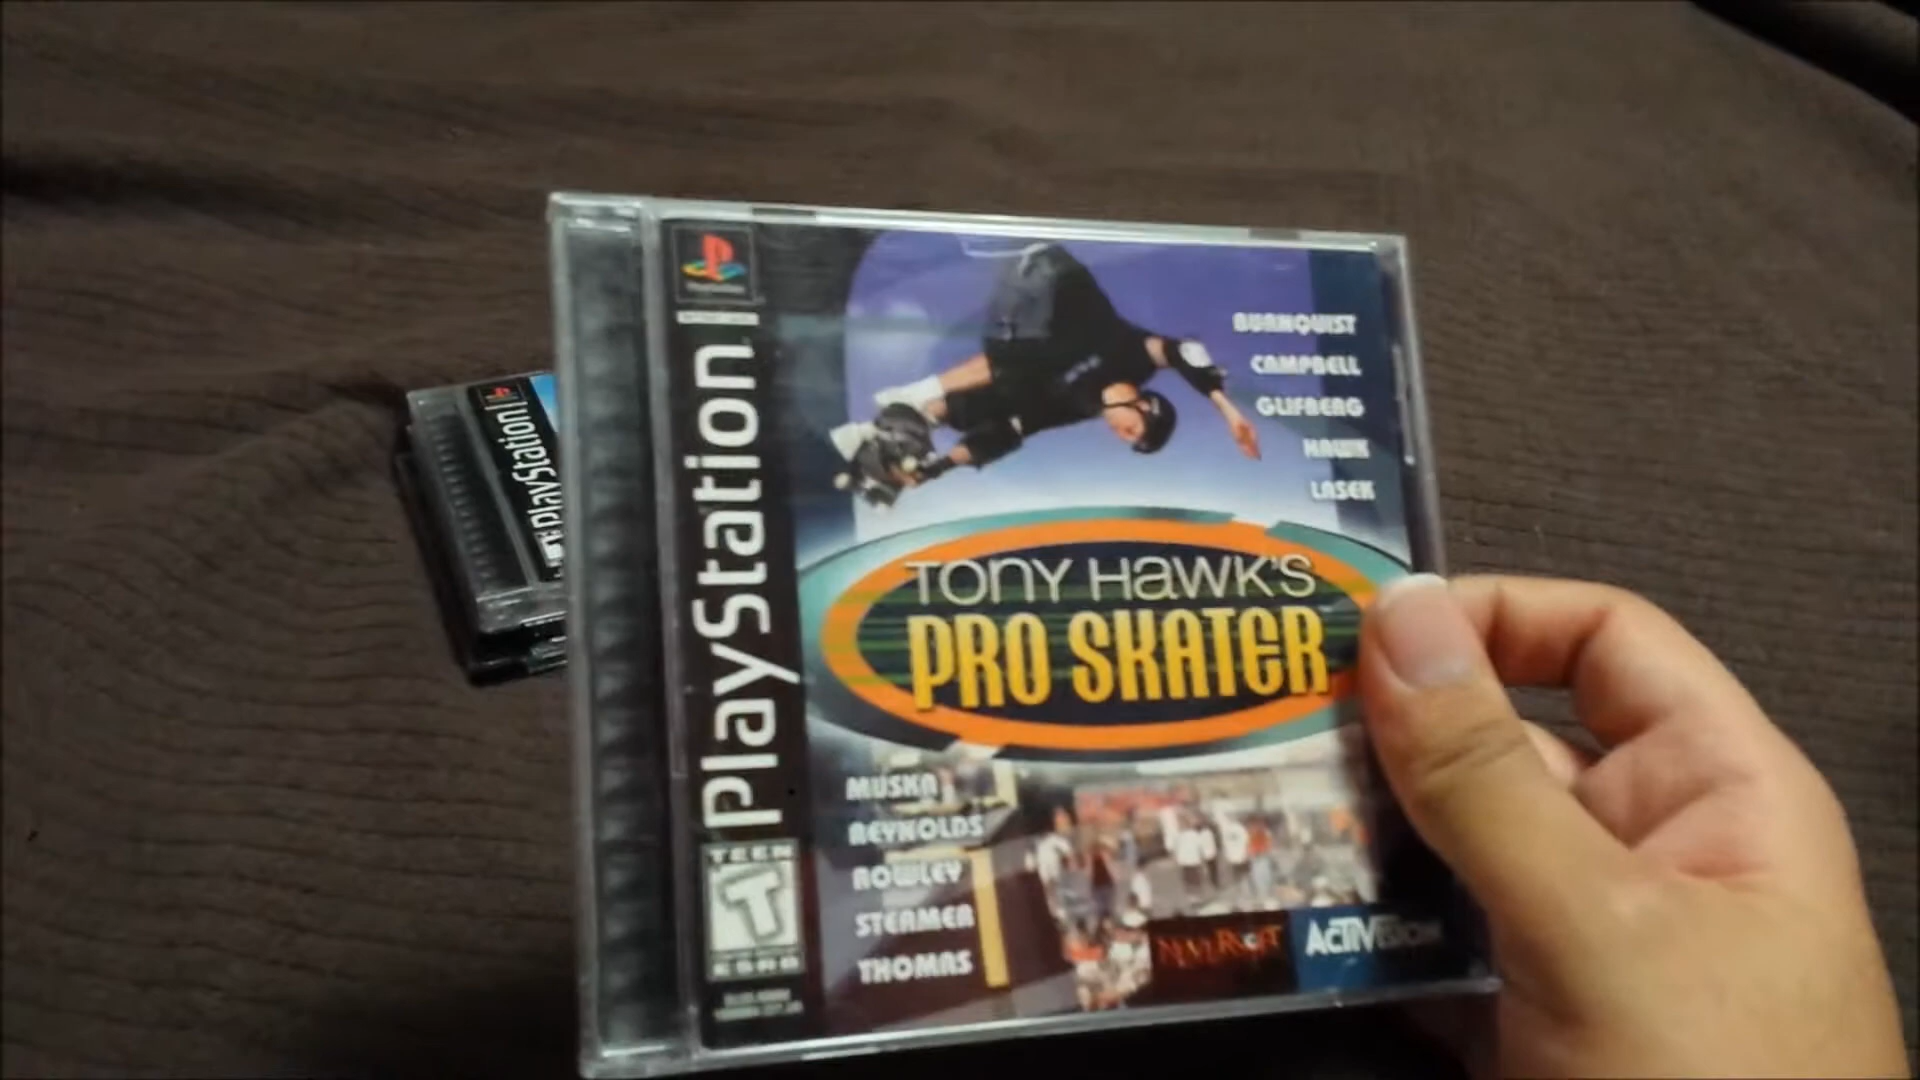 PlayStation
BURNQUIST
CAMPBELL
GLIFBERG
HAWK
LASEK
TONY HAWK'S
PRO SKATER
MUSKA
REYNOLDS
ROWLEY
STEAMER
THOMAS
TEEN
T
ESRB
NEVERSOFT
ACTIVISION
PlayStation